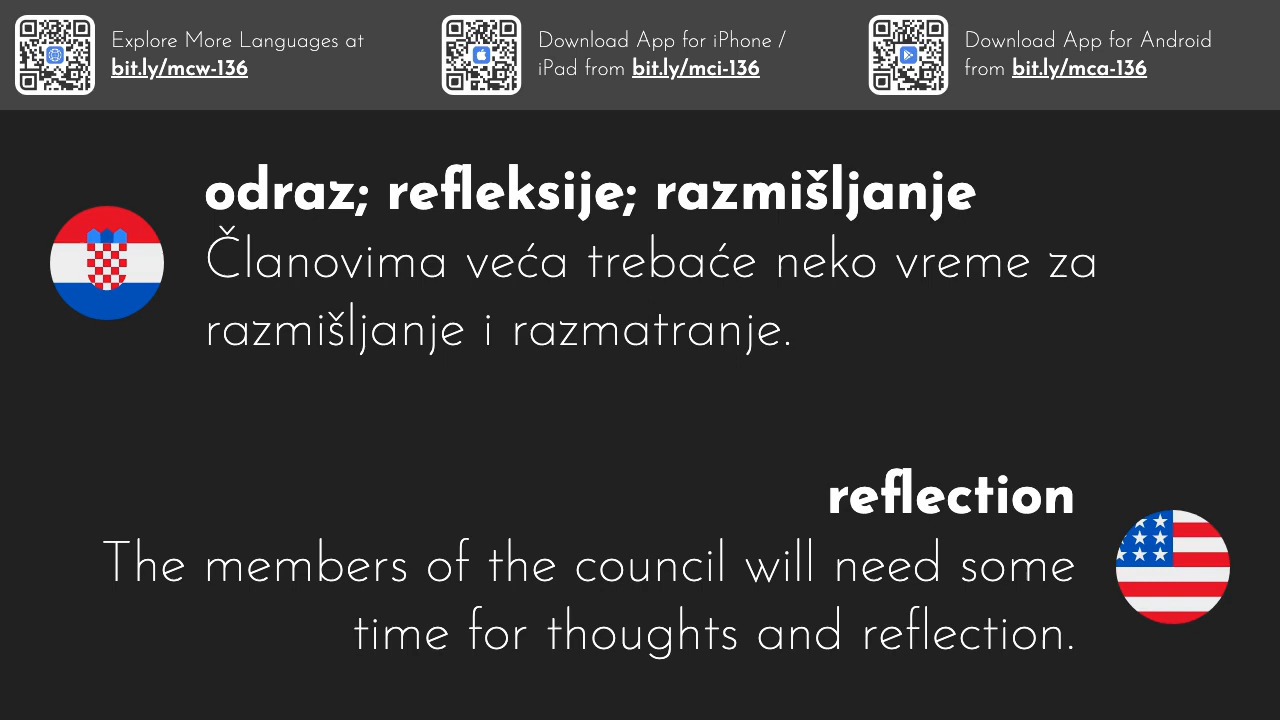 Explore More Languages at
bit.ly/mcw-136
Download App for iPhone /
iPad from bit.ly/mci-136
Download App for Android
from bit.ly/mca-136
odraz; refleksije; razmišljanje
Članovima veća trebaće neko vreme za
razmišljanje i razmatranje.
reflection
The members of the council will need some
time for thoughts and reflection.